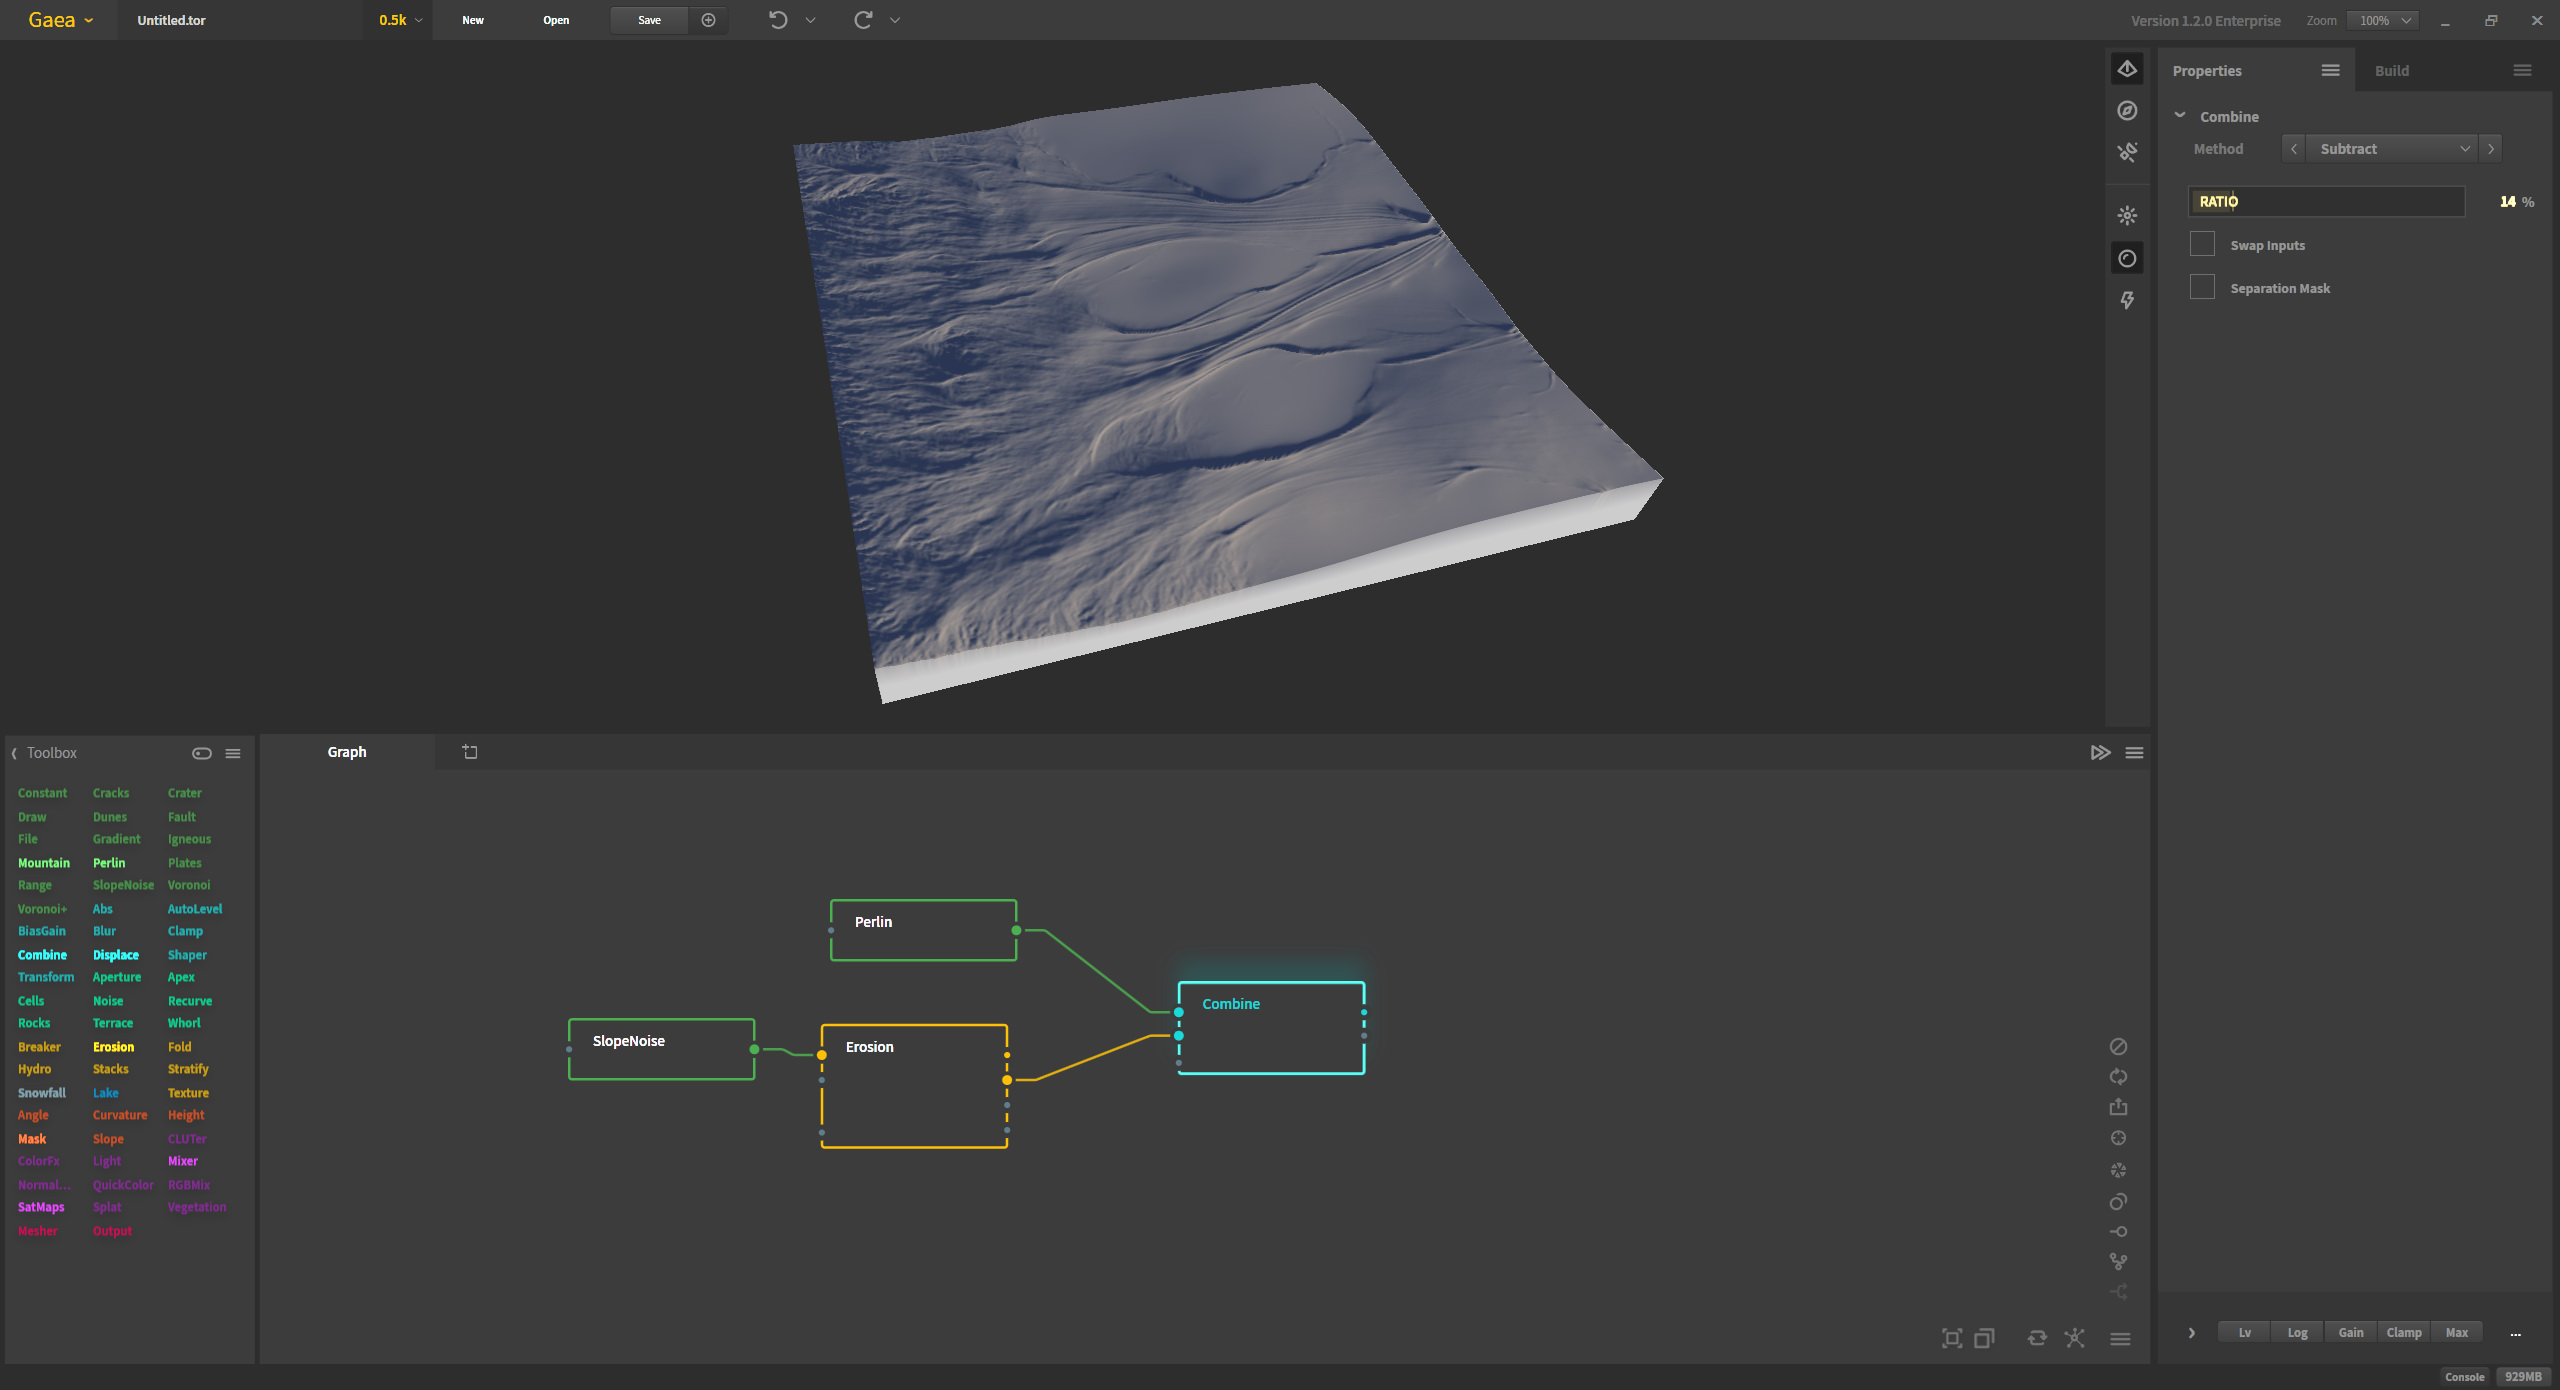 Gaea
Untitled.tor
0.5k
New
Open
Save
Version 1.2.0 Enterprise
Zoom
100%
Properties
Build
Combine
Method
Subtract
RATIO
14 %
Swap Inputs
Separation Mask
Toolbox
Constant Cracks Crater
Draw Dunes Fault
File Gradient Igneous
Mountain Perlin Plates
Range SlopeNoise Voronoi
Voronoi+ Abs AutoLevel
BiasGain Blur Clamp
Combine Displace Shaper
Transform Aperture Apex
Cells Noise Recurve
Rocks Terrace Whorl
Breaker Erosion Fold
Hydro Stacks Stratify
Snowfall Lake Texture
Angle Curvature Height
Mask Slope CLUTer
ColorFx Light Mixer
Normal... QuickColor RGBMix
SatMaps Splat Vegetation
Mesher Output
Graph
Perlin
SlopeNoise
Erosion
Combine
Lv Log Gain Clamp Max ...
Console 929MB